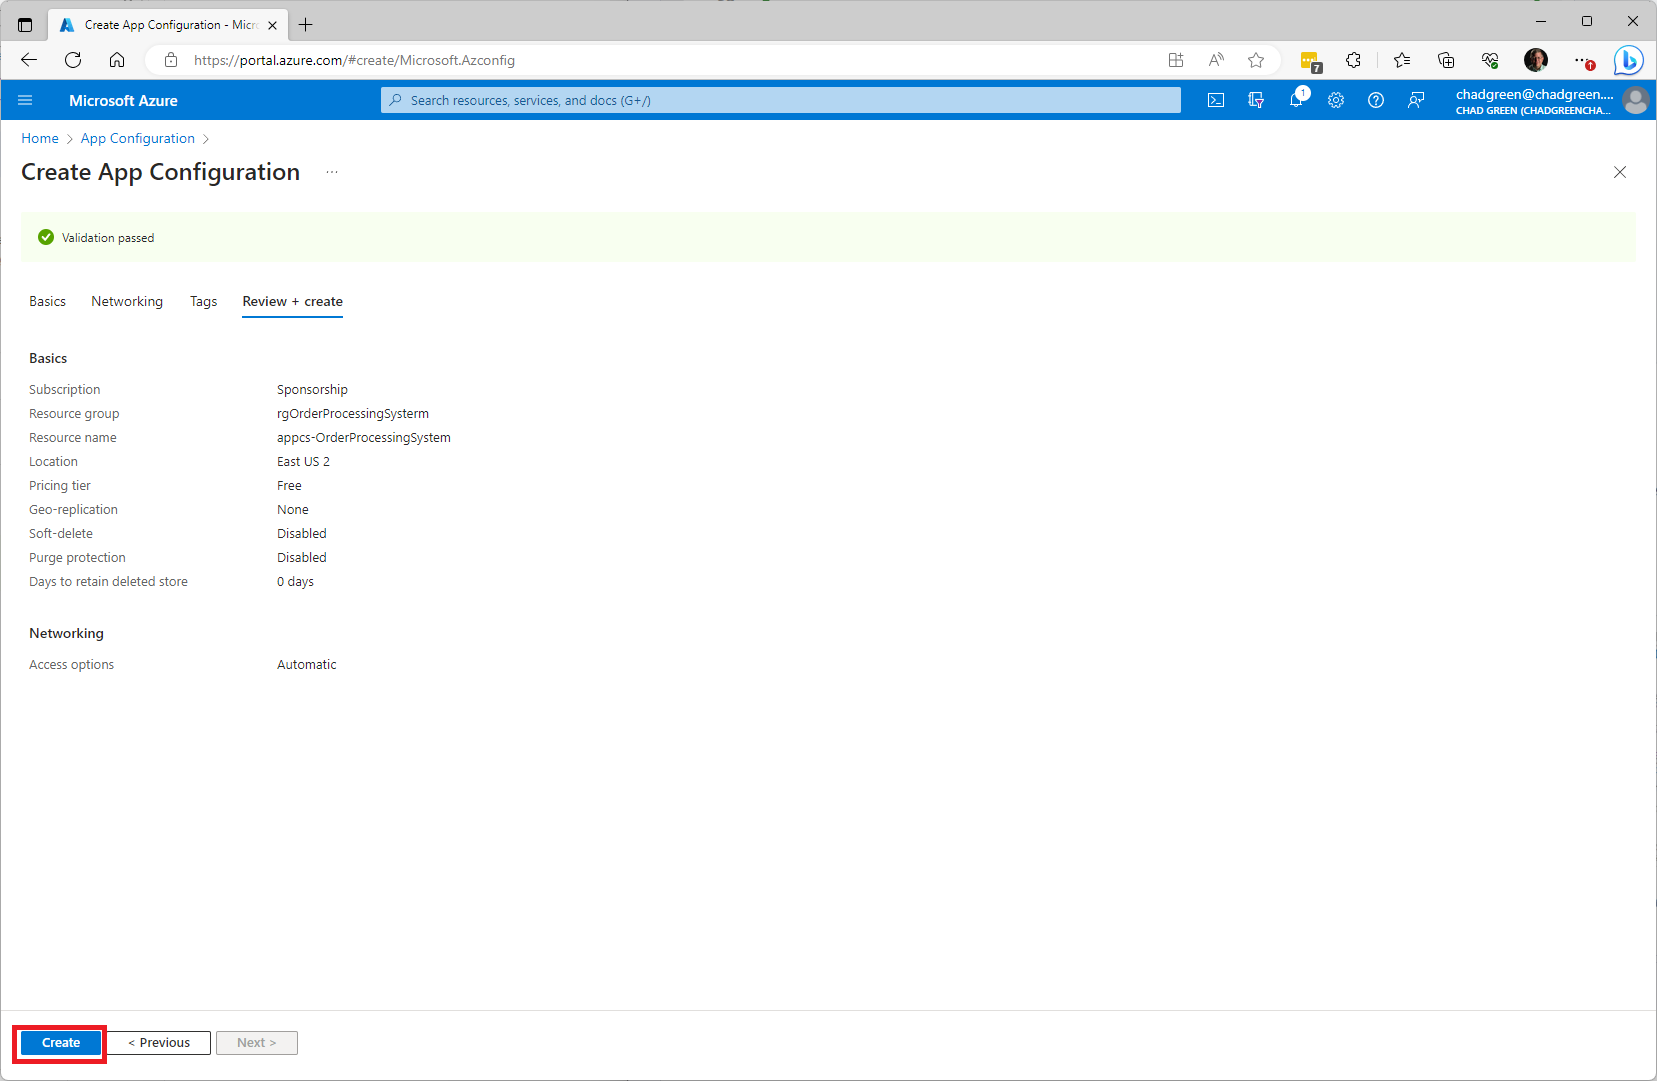 Create App Configuration - Micr
https://portal.azure.com/#create/Microsoft.Azconfig
7
Microsoft Azure
Search resources, services, and docs (G+/)
1
chadgreen@chadgreen....
CHAD GREEN (CHADGREENCHA...
Home > App Configuration >
Create App Configuration ...
Validation passed
Basics Networking Tags Review + create
Basics
Subscription Sponsorship
Resource group rgOrderProcessingSysterm
Resource name appcs-OrderProcessingSystem
Location East US 2
Pricing tier Free
Geo-replication None
Soft-delete Disabled
Purge protection Disabled
Days to retain deleted store 0 days
Networking
Access options Automatic
Create < Previous Next >